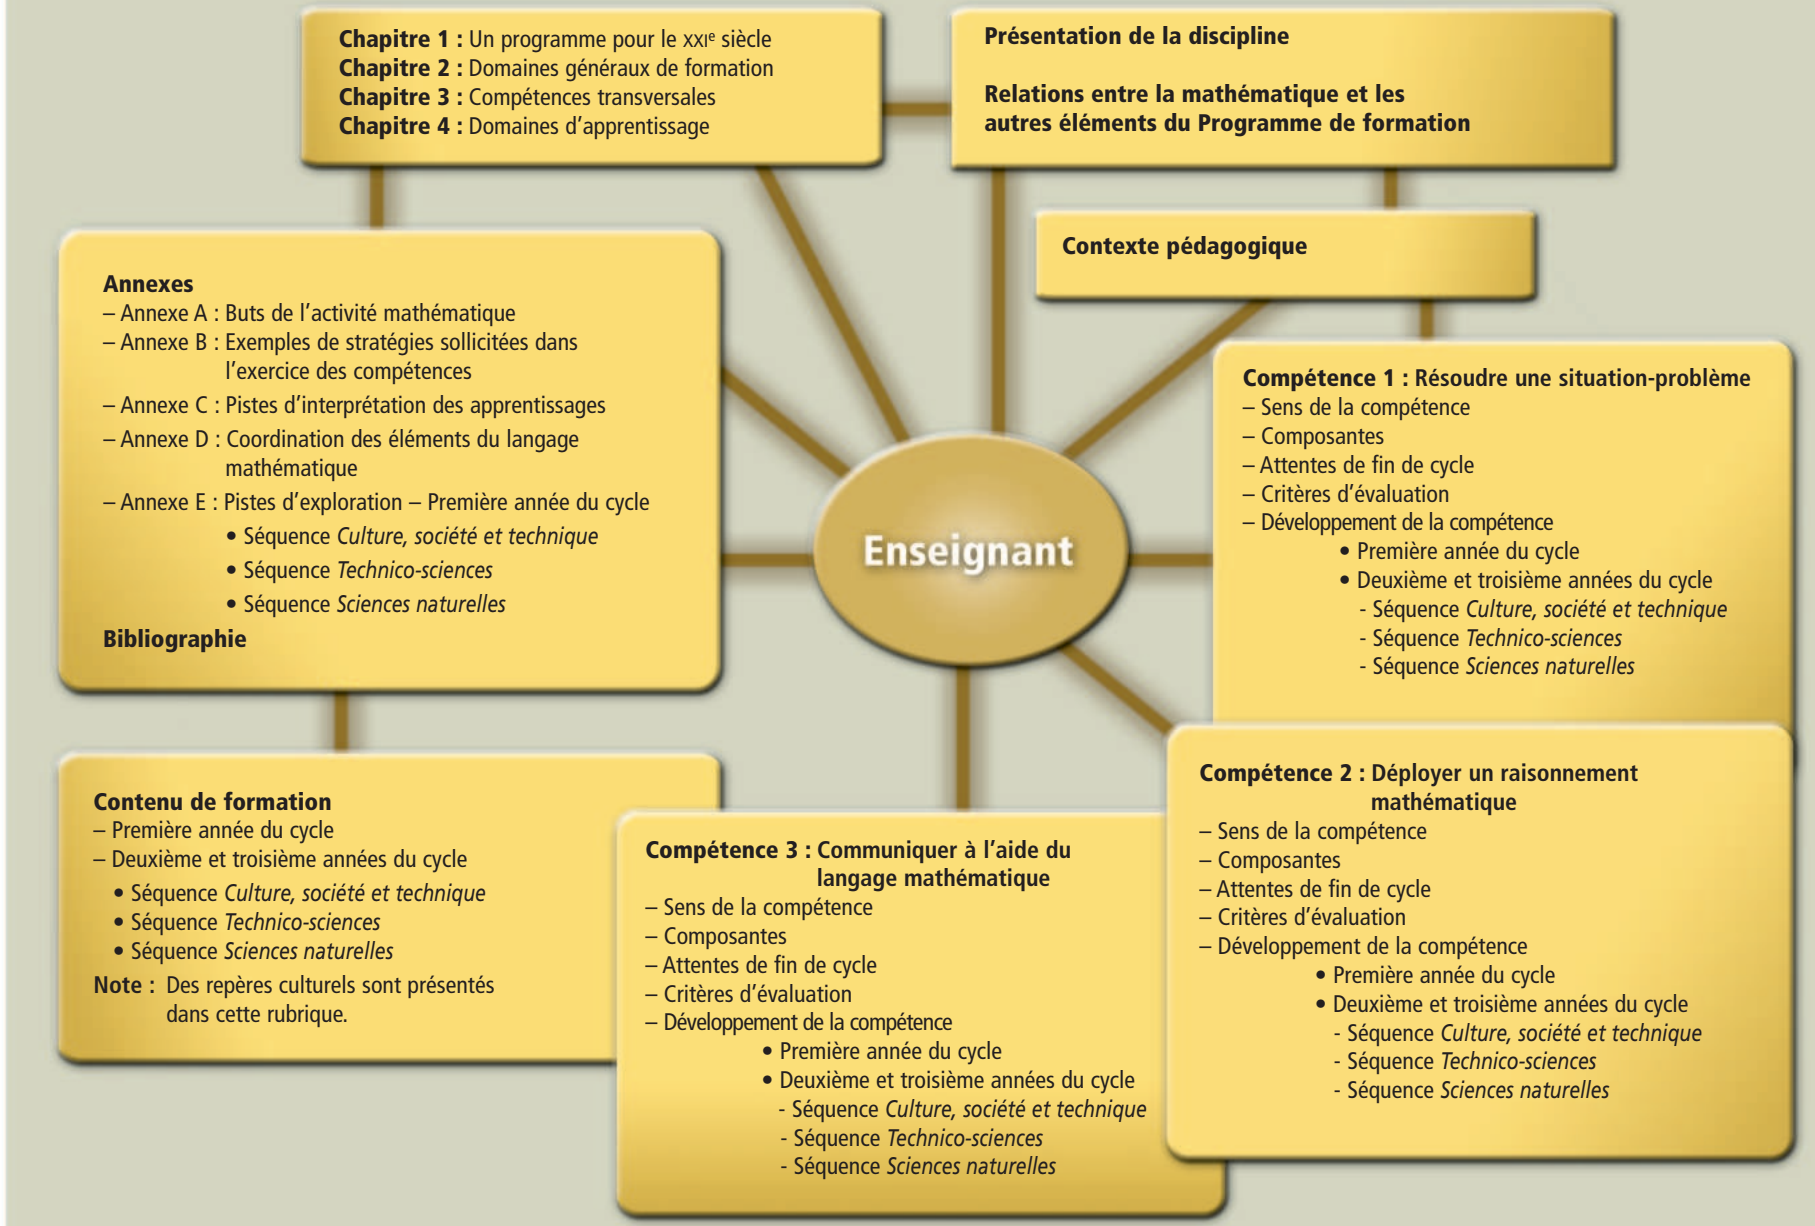 Chapitre 1 : Un programme pour le XXIe siècle
Chapitre 2 : Domaines généraux de formation
Chapitre 3 : Compétences transversales
Chapitre 4 : Domaines d'apprentissage
Présentation de la discipline
Relations entre la mathématique et les
autres éléments du Programme de formation
Contexte pédagogique
Annexes
– Annexe A : Buts de l'activité mathématique
– Annexe B : Exemples de stratégies sollicitées dans
l'exercice des compétences
– Annexe C : Pistes d'interprétation des apprentissages
– Annexe D : Coordination des éléments du langage
mathématique
– Annexe E : Pistes d'exploration – Première année du cycle
• Séquence Culture, société et technique
• Séquence Technico-sciences
• Séquence Sciences naturelles
Bibliographie
Enseignant
Compétence 1 : Résoudre une situation-problème
– Sens de la compétence
– Composantes
– Attentes de fin de cycle
– Critères d'évaluation
– Développement de la compétence
• Première année du cycle
• Deuxième et troisième années du cycle
- Séquence Culture, société et technique
- Séquence Technico-sciences
- Séquence Sciences naturelles
Contenu de formation
– Première année du cycle
– Deuxième et troisième années du cycle
• Séquence Culture, société et technique
• Séquence Technico-sciences
• Séquence Sciences naturelles
Note : Des repères culturels sont présentés
dans cette rubrique.
Compétence 3 : Communiquer à l'aide du
langage mathématique
– Sens de la compétence
– Composantes
– Attentes de fin de cycle
– Critères d'évaluation
– Développement de la compétence
• Première année du cycle
• Deuxième et troisième années du cycle
- Séquence Culture, société et technique
- Séquence Technico-sciences
- Séquence Sciences naturelles
Compétence 2 : Déployer un raisonnement
mathématique
– Sens de la compétence
– Composantes
– Attentes de fin de cycle
– Critères d'évaluation
– Développement de la compétence
• Première année du cycle
• Deuxième et troisième années du cycle
- Séquence Culture, société et technique
- Séquence Technico-sciences
- Séquence Sciences naturelles